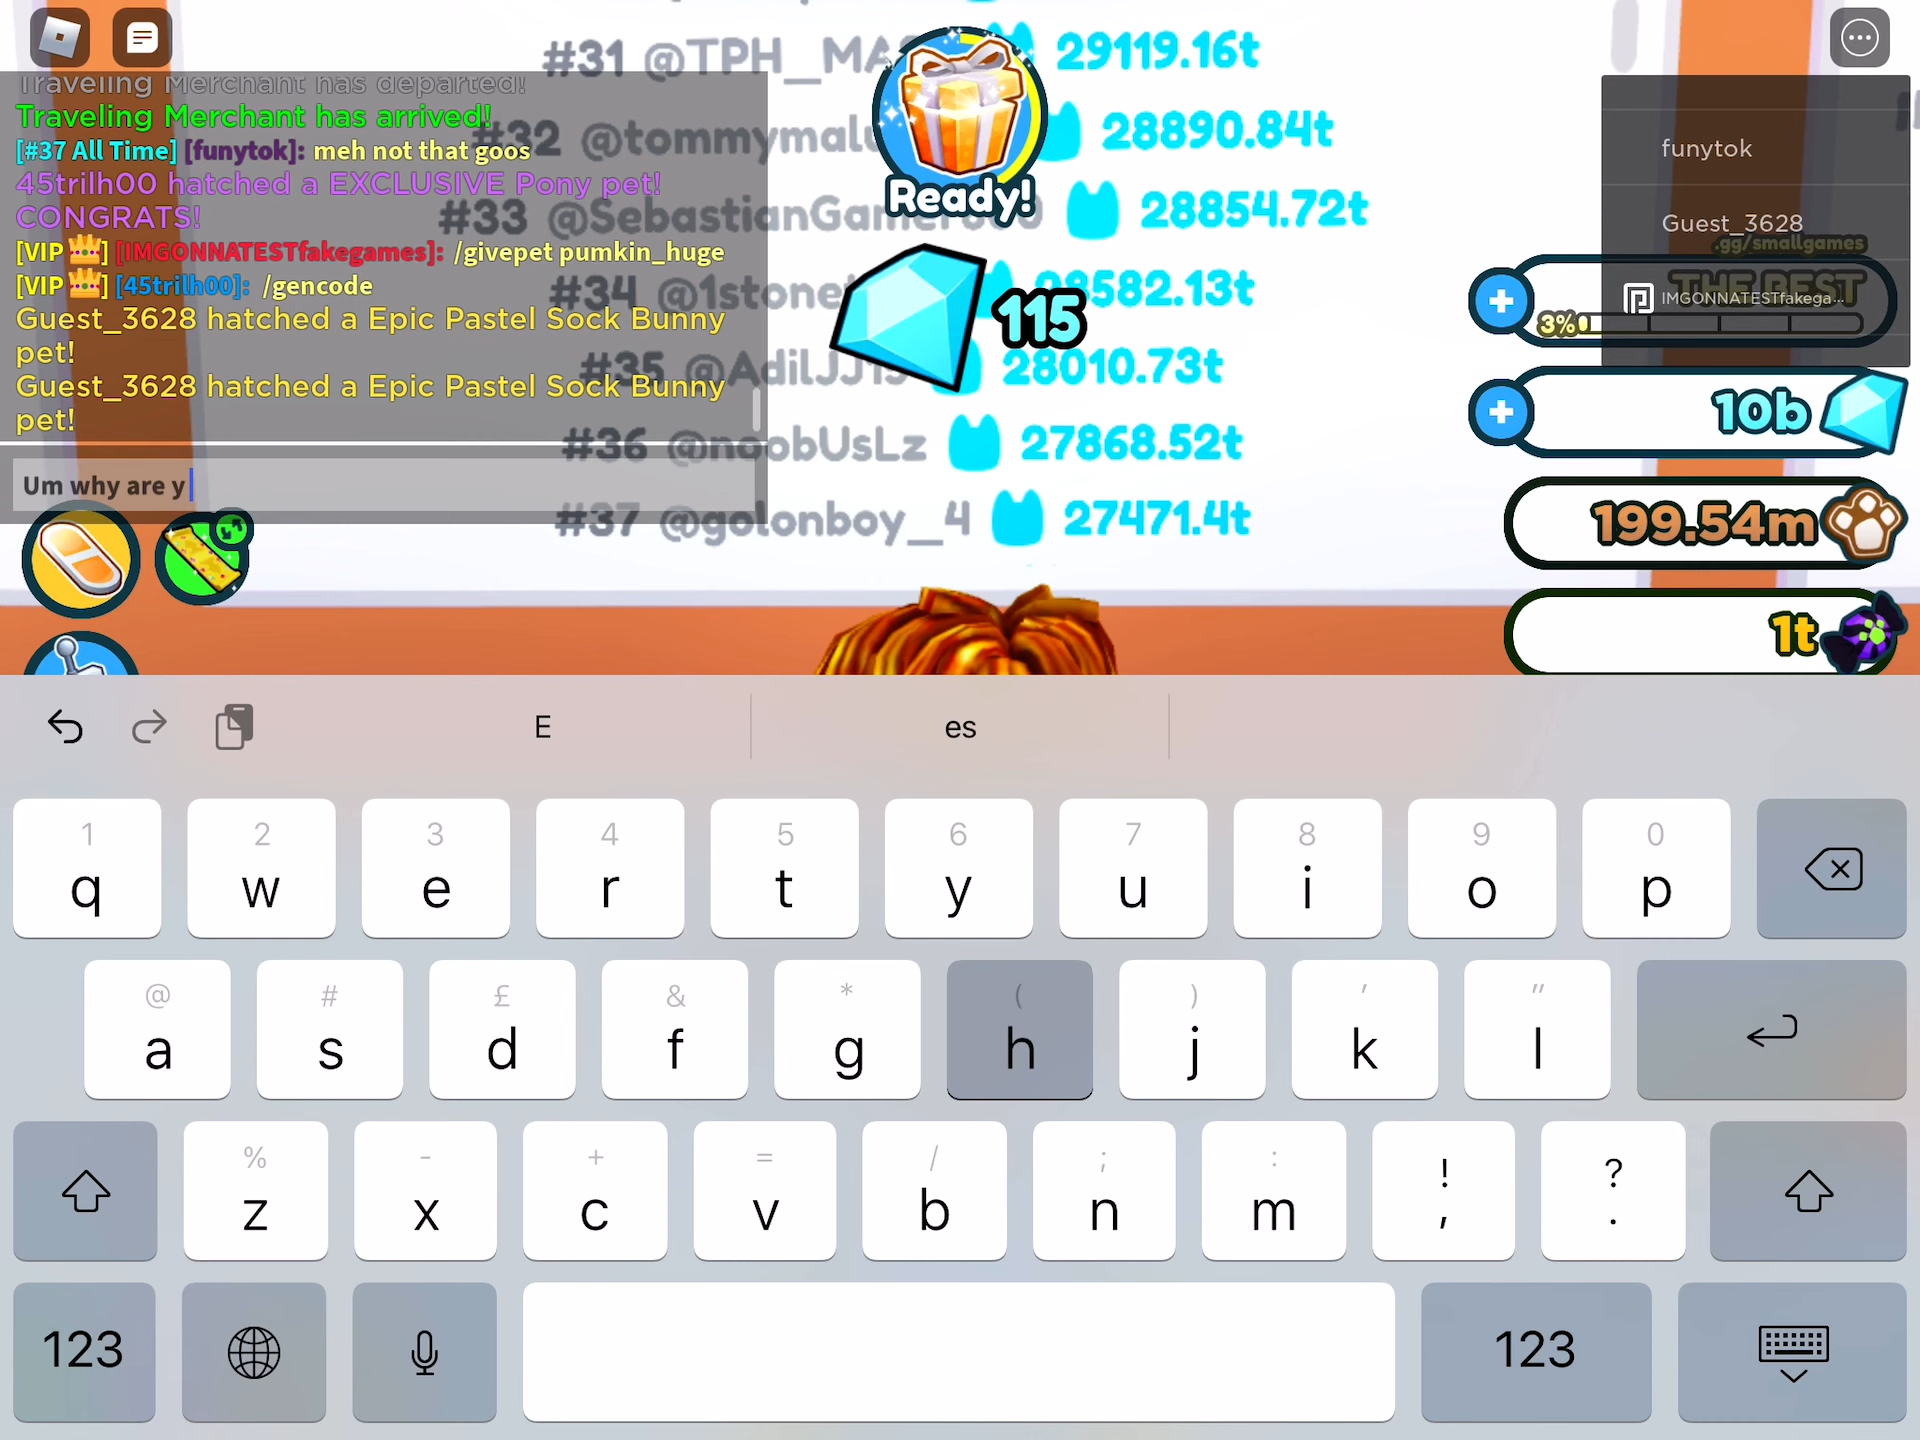 Traveling Merchant has departed!
Traveling Merchant has arrived!
[#37 All Time] [funytok]: meh not that goos
45trilh00 hatched a EXCLUSIVE Pony pet!
CONGRATS!
[VIP👑] [IMGONNATESTfakegames]: /givepet pumkin_huge
[VIP👑] [45trilh00]: /gencode
Guest_3628 hatched a Epic Pastel Sock Bunny
pet!
Guest_3628 hatched a Epic Pastel Sock Bunny
pet!
Um why are y
#31 29119.16t
#32 28890.84t
#33 28854.72t
#34 28582.13t
#35 28010.73t
#36 @noobUsLz 27868.52t
#37 @golonboy_4 27471.4t
Ready!
115
funytok
Guest_3628
.gg/smallgames
THE BEST
IMGONNATESTfakega...
3%
10b
199.54m
1t
E es
1 2 3 4 5 6 7 8 9 0
q w e r t y u i o p
@ # £ & * ( ) ' "
a s d f g h j k l
% - + = / ; : ! ?
z x c v b n m , .
123 123